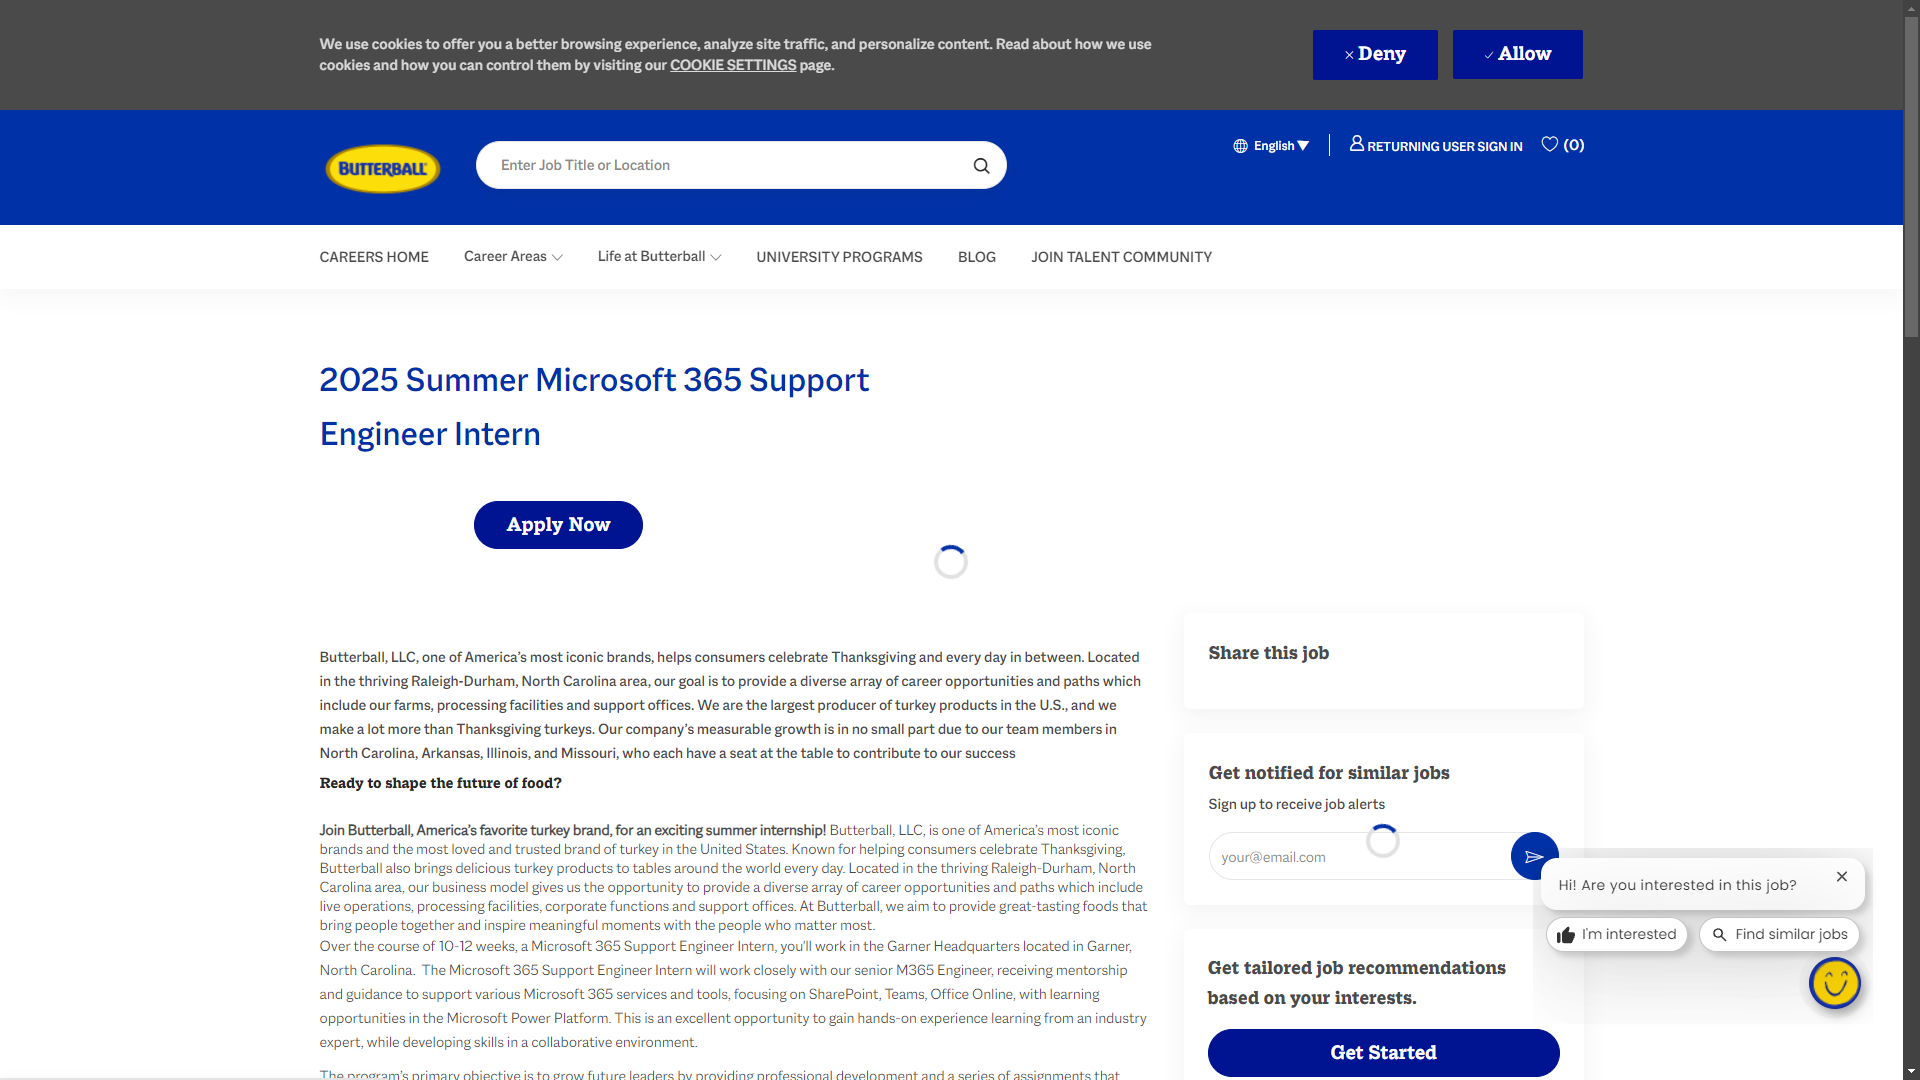 We use cookies to offer you a better browsing experience, analyze site traffic, and personalize content. Read about how we use
cookies and how you can control them by visiting our COOKIE SETTINGS page.
Deny
Allow
BUTTERBALL
Enter Job Title or Location
English
RETURNING USER SIGN IN
(0)
CAREERS HOME
Career Areas
Life at Butterball
UNIVERSITY PROGRAMS
BLOG
JOIN TALENT COMMUNITY
2025 Summer Microsoft 365 Support
Engineer Intern
Apply Now
Butterball, LLC, one of America’s most iconic brands, helps consumers celebrate Thanksgiving and every day in between. Located
in the thriving Raleigh-Durham, North Carolina area, our goal is to provide a diverse array of career opportunities and paths which
include our farms, processing facilities and support offices. We are the largest producer of turkey products in the U.S., and we
make a lot more than Thanksgiving turkeys. Our company’s measurable growth is in no small part due to our team members in
North Carolina, Arkansas, Illinois, and Missouri, who each have a seat at the table to contribute to our success
Ready to shape the future of food?
Join Butterball, America’s favorite turkey brand, for an exciting summer internship! Butterball, LLC, is one of America’s most iconic
brands and the most loved and trusted brand of turkey in the United States. Known for helping consumers celebrate Thanksgiving,
Butterball also brings delicious turkey products to tables around the world every day. Located in the thriving Raleigh-Durham, North
Carolina area, our business model gives us the opportunity to provide a diverse array of career opportunities and paths which include
live operations, processing facilities, corporate functions and support offices. At Butterball, we aim to provide great-tasting foods that
bring people together and inspire meaningful moments with the people who matter most.
Over the course of 10-12 weeks, a Microsoft 365 Support Engineer Intern, you’ll work in the Garner Headquarters located in Garner,
North Carolina.  The Microsoft 365 Support Engineer Intern will work closely with our senior M365 Engineer, receiving mentorship
and guidance to support various Microsoft 365 services and tools, focusing on SharePoint, Teams, Office Online, with learning
opportunities in the Microsoft Power Platform. This is an excellent opportunity to gain hands-on experience learning from an industry
expert, while developing skills in a collaborative environment.
The program’s primary objective is to grow future leaders by providing professional development and a series of assignments that
Share this job
Get notified for similar jobs
Sign up to receive job alerts
your@email.com
Get tailored job recommendations
based on your interests.
Get Started
Hi! Are you interested in this job?
I'm interested
Find similar jobs